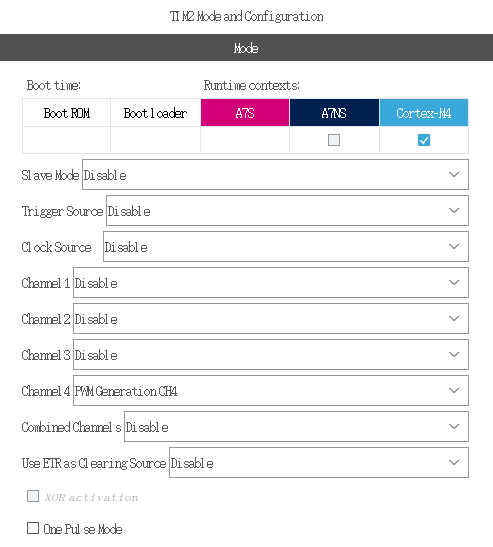 TIM2 Mode and Configuration
Mode
Boot time: Runtime contexts:
Boot ROM Boot loader A7S A7NS Cortex-M4
Slave Mode Disable
Trigger Source Disable
Clock Source Disable
Channel1 Disable
Channel2 Disable
Channel3 Disable
Channel4 PWM Generation CH4
Combined Channels Disable
Use ETR as Clearing Source Disable
XOR activation
One Pulse Mode